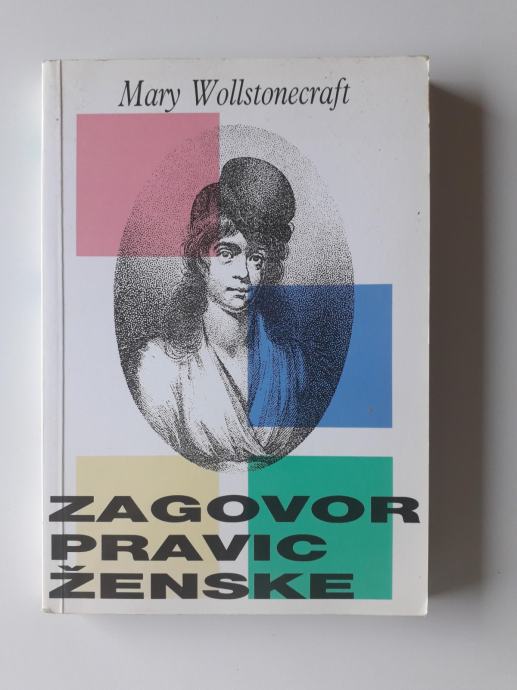 Mary Wollstonecraft
ZAGOVOR
PRAVIC
ŽENSKE